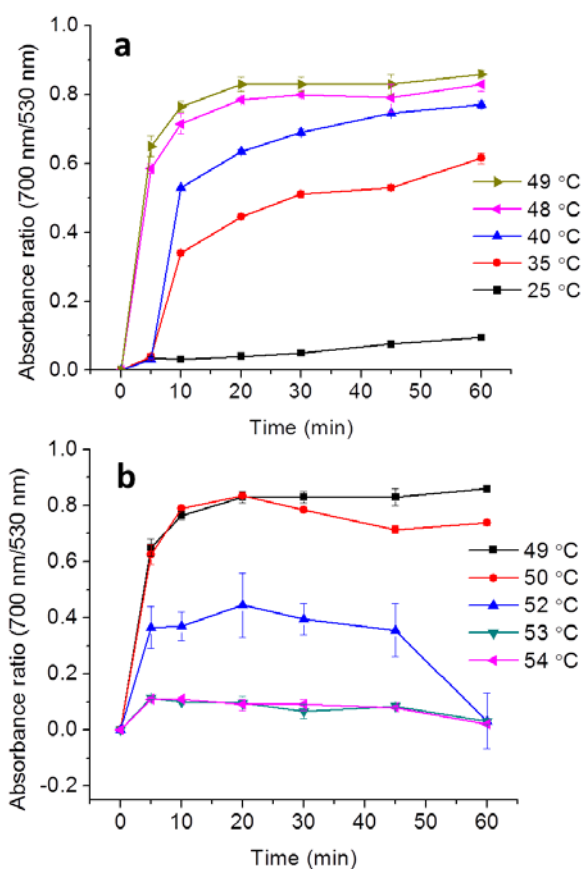 a
Absorbance ratio (700 nm/530 nm)
1.0
0.8
0.6
0.4
0.2
0.0
0 10 20 30 40 50 60
Time (min)
49 °C
48 °C
40 °C
35 °C
25 °C
b
Absorbance ratio (700 nm/530 nm)
1.0
0.8
0.6
0.4
0.2
0.0
-0.2
0 10 20 30 40 50 60
Time (min)
49 °C
50 °C
52 °C
53 °C
54 °C